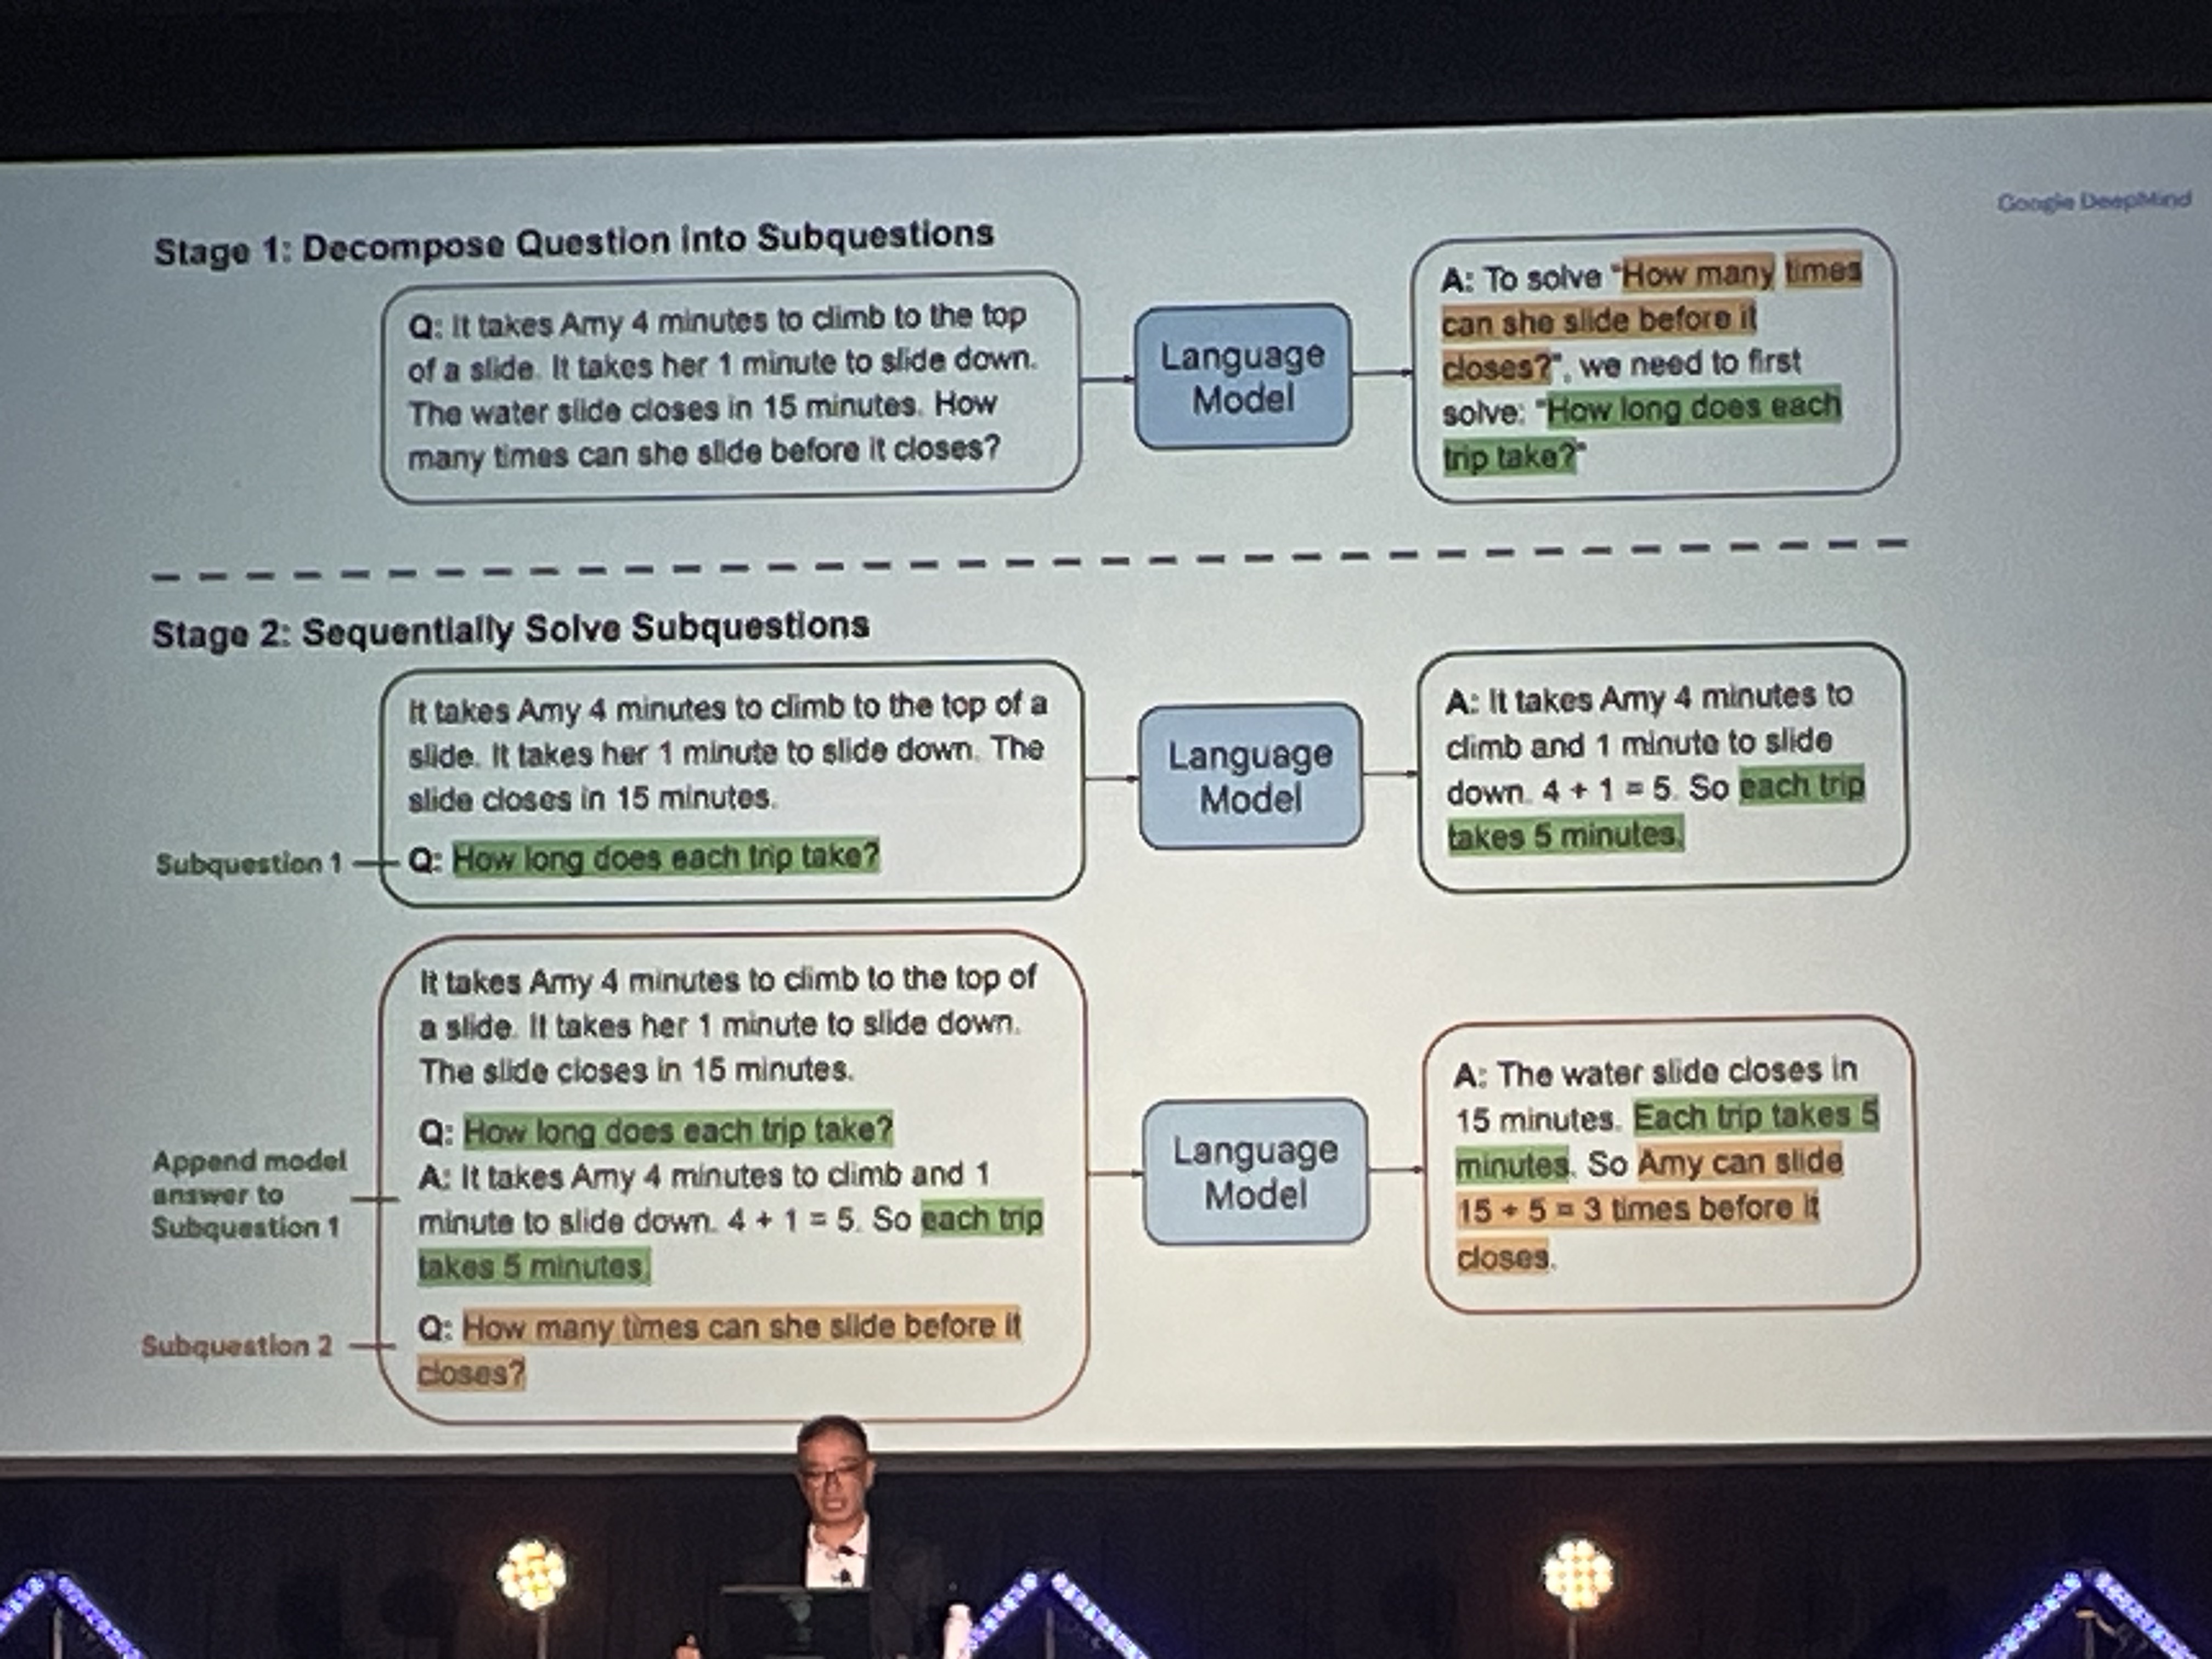 Google DeepMind
Stage 1: Decompose Question into Subquestions
Q: It takes Amy 4 minutes to climb to the top
of a slide. It takes her 1 minute to slide down.
The water slide closes in 15 minutes. How
many times can she slide before it closes?
Language
Model
A: To solve "How many times
can she slide before it
closes?", we need to first
solve: "How long does each
trip take?"
Stage 2: Sequentially Solve Subquestions
It takes Amy 4 minutes to climb to the top of a
slide. It takes her 1 minute to slide down. The
slide closes in 15 minutes.
Subquestion 1
Q: How long does each trip take?
Language
Model
A: It takes Amy 4 minutes to
climb and 1 minute to slide
down. 4 + 1 = 5. So each trip
takes 5 minutes.
It takes Amy 4 minutes to climb to the top of
a slide. It takes her 1 minute to slide down.
The slide closes in 15 minutes.
Q: How long does each trip take?
Append model
answer to
Subquestion 1
A: It takes Amy 4 minutes to climb and 1
minute to slide down. 4 + 1 = 5. So each trip
takes 5 minutes.
Subquestion 2
Q: How many times can she slide before it
closes?
Language
Model
A: The water slide closes in
15 minutes. Each trip takes 5
minutes. So Amy can slide
15 ÷ 5 = 3 times before it
closes.